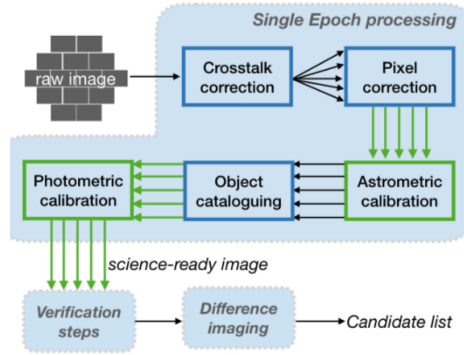 Single Epoch processing
raw image
Crosstalk
correction
Pixel
correction
Photometric
calibration
Object
cataloguing
Astrometric
calibration
science-ready image
Verification
steps
Difference
imaging
Candidate list